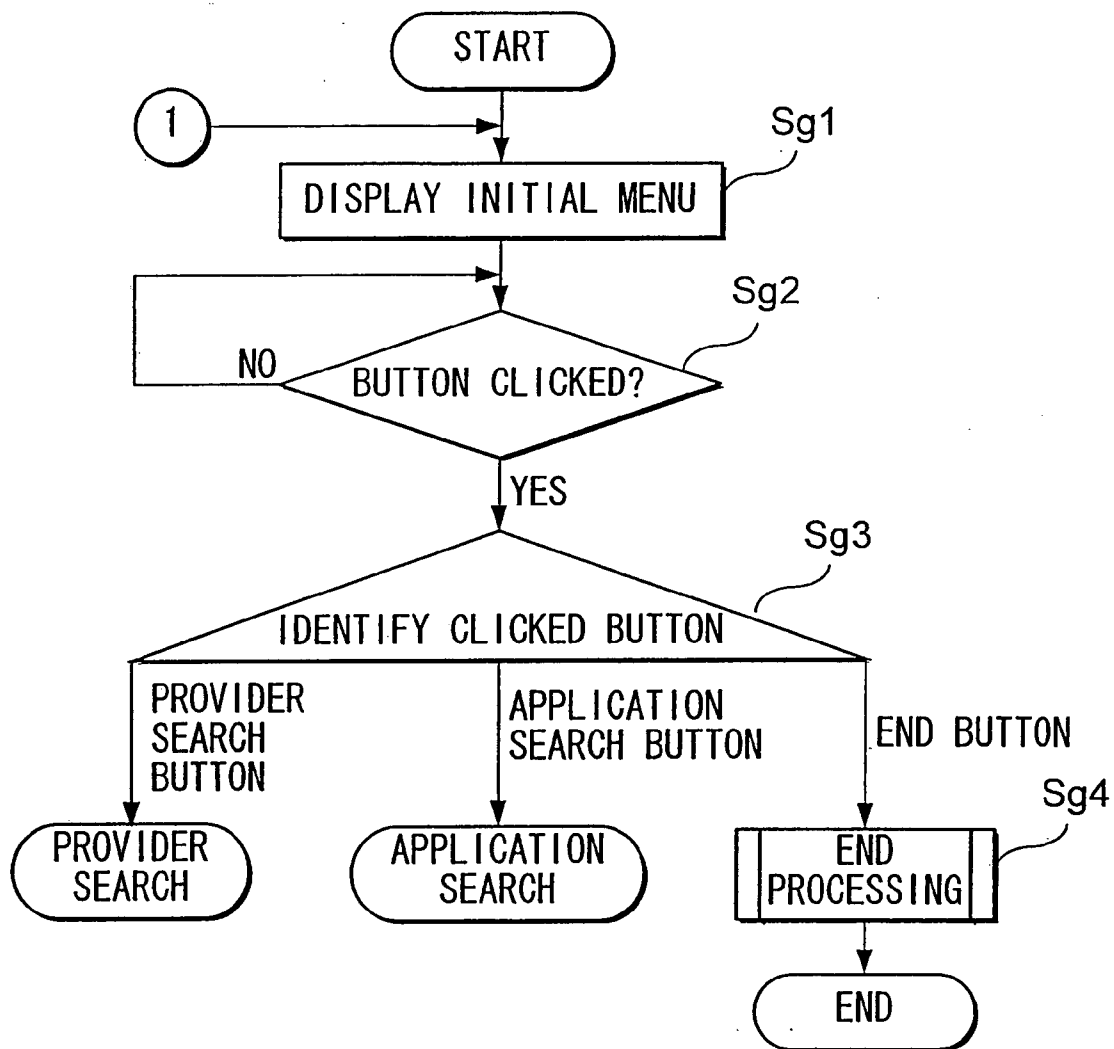 START
1
Sg1
DISPLAY INITIAL MENU
Sg2
NO
BUTTON CLICKED?
YES
Sg3
IDENTIFY CLICKED BUTTON
PROVIDER
SEARCH
BUTTON
APPLICATION
SEARCH BUTTON
END BUTTON
Sg4
PROVIDER
SEARCH
APPLICATION
SEARCH
END
PROCESSING
END